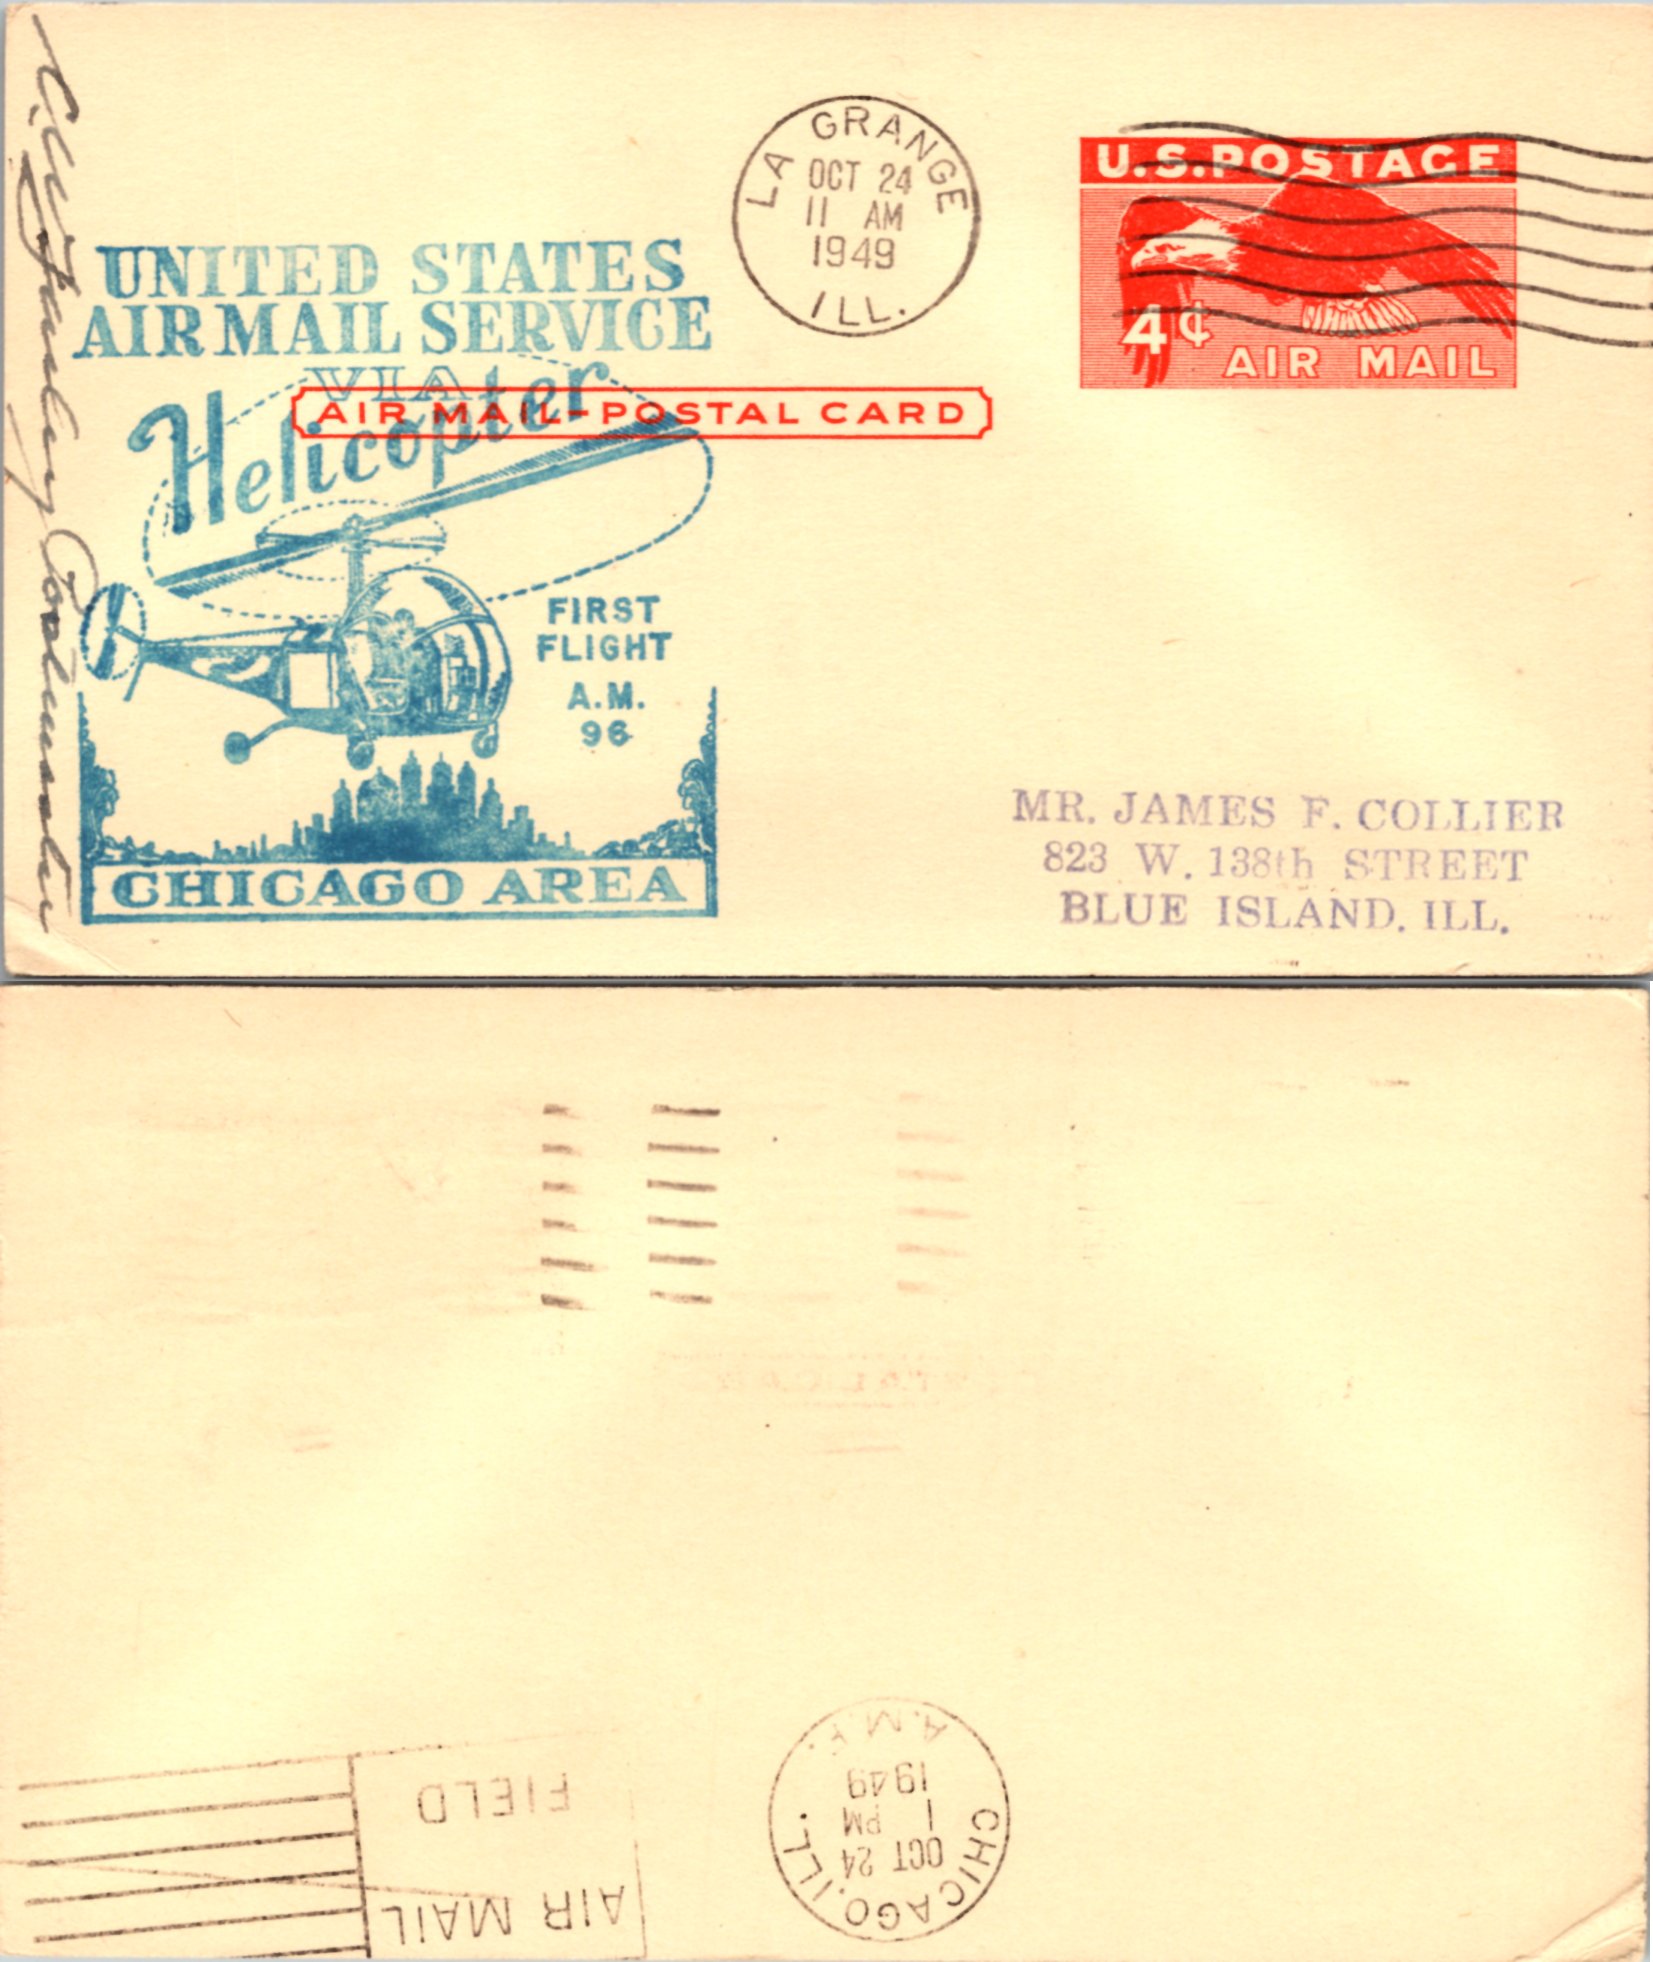 LA GRANGE
OCT 24
11 AM
1949
ILL.
U.S. POSTAGE
4¢
AIR MAIL
UNITED STATES
AIR MAIL SERVICE
VIA
Helicopter
AIR MAIL-POSTAL CARD
FIRST
FLIGHT
A.M.
96
CHICAGO AREA
MR. JAMES F. COLLIER
823 W. 138th STREET
BLUE ISLAND, ILL.
Postmaster
CHICAGO, ILL.
OCT 24
1 PM
1949
A.M.F.
AIR MAIL
FIELD